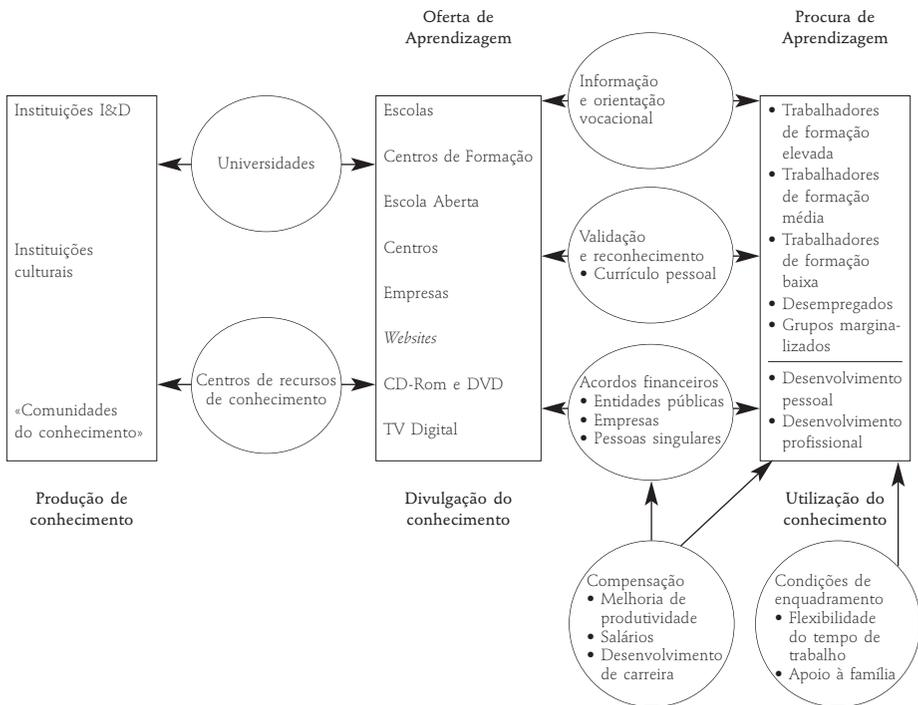 Oferta de
Aprendizagem
Procura de
Aprendizagem
Instituições I&D
Instituições
culturais
«Comunidades
do conhecimento»
Produção de
conhecimento
Universidades
Centros de recursos
de conhecimento
Escolas
Centros de Formação
Escola Aberta
Centros
Empresas
Websites
CD-Rom e DVD
TV Digital
Divulgação do
conhecimento
Informação
e orientação
vocacional
Validação
e reconhecimento
• Currículo pessoal
Acordos financeiros
• Entidades públicas
• Empresas
• Pessoas singulares
• Trabalhadores
de formação
elevada
• Trabalhadores
de formação
média
• Trabalhadores
de formação
baixa
• Desempregados
• Grupos margina-
lizados
• Desenvolvimento
pessoal
• Desenvolvimento
profissional
Utilização do
conhecimento
Compensação
• Melhoria de
produtividade
• Salários
• Desenvolvimento
de carreira
Condições de
enquadramento
• Flexibilidade
do tempo de
trabalho
• Apoio à família